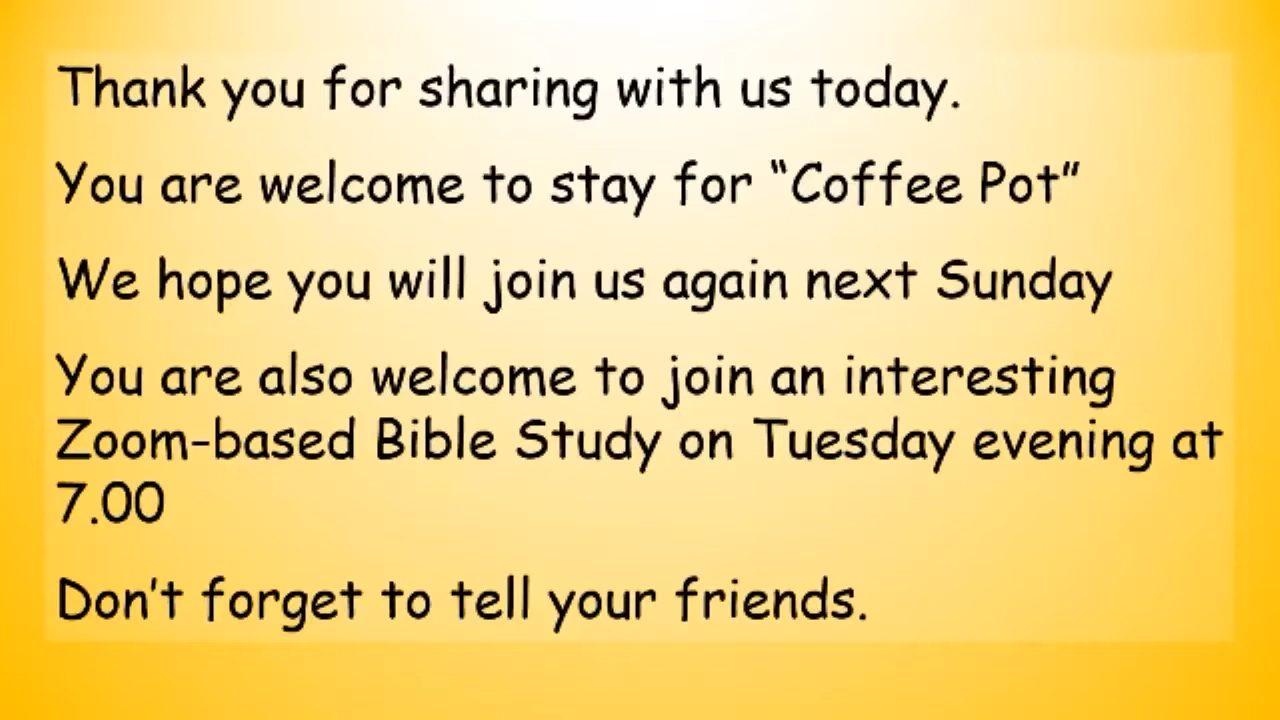 Thank you for sharing with us today.
You are welcome to stay for “Coffee Pot”
We hope you will join us again next Sunday
You are also welcome to join an interesting
Zoom-based Bible Study on Tuesday evening at
7.00
Don’t forget to tell your friends.